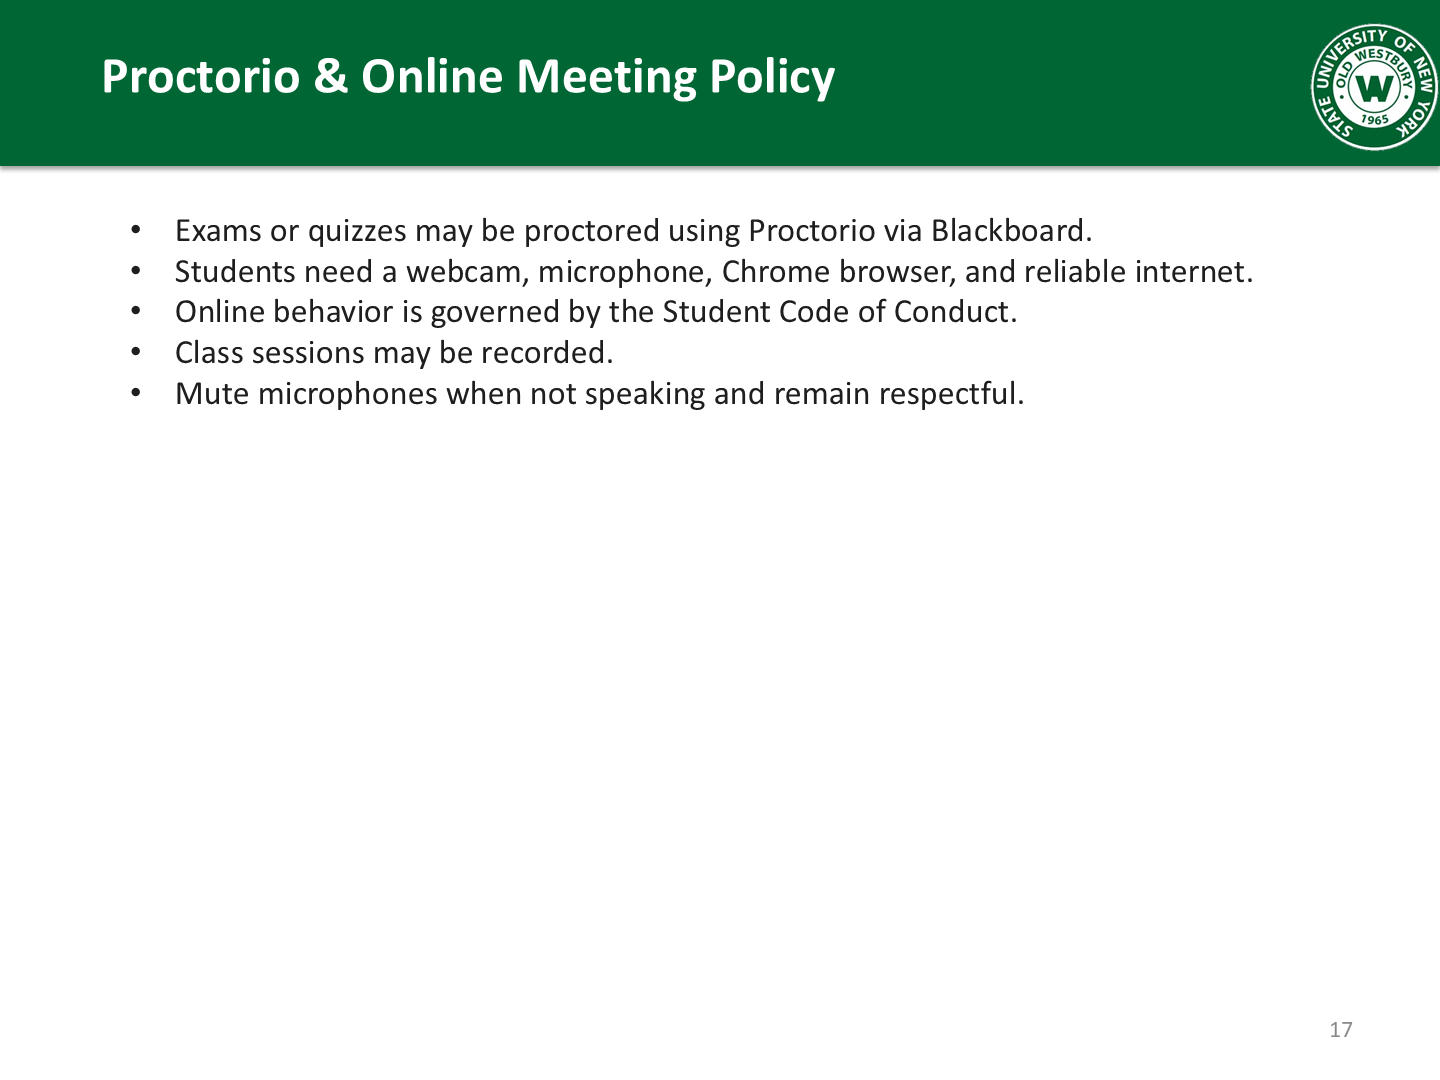 Proctorio & Online Meeting Policy
STATE UNIVERSITY OF NEW YORK
OLD WESTBURY
W
1965
• Exams or quizzes may be proctored using Proctorio via Blackboard.
• Students need a webcam, microphone, Chrome browser, and reliable internet.
• Online behavior is governed by the Student Code of Conduct.
• Class sessions may be recorded.
• Mute microphones when not speaking and remain respectful.
17